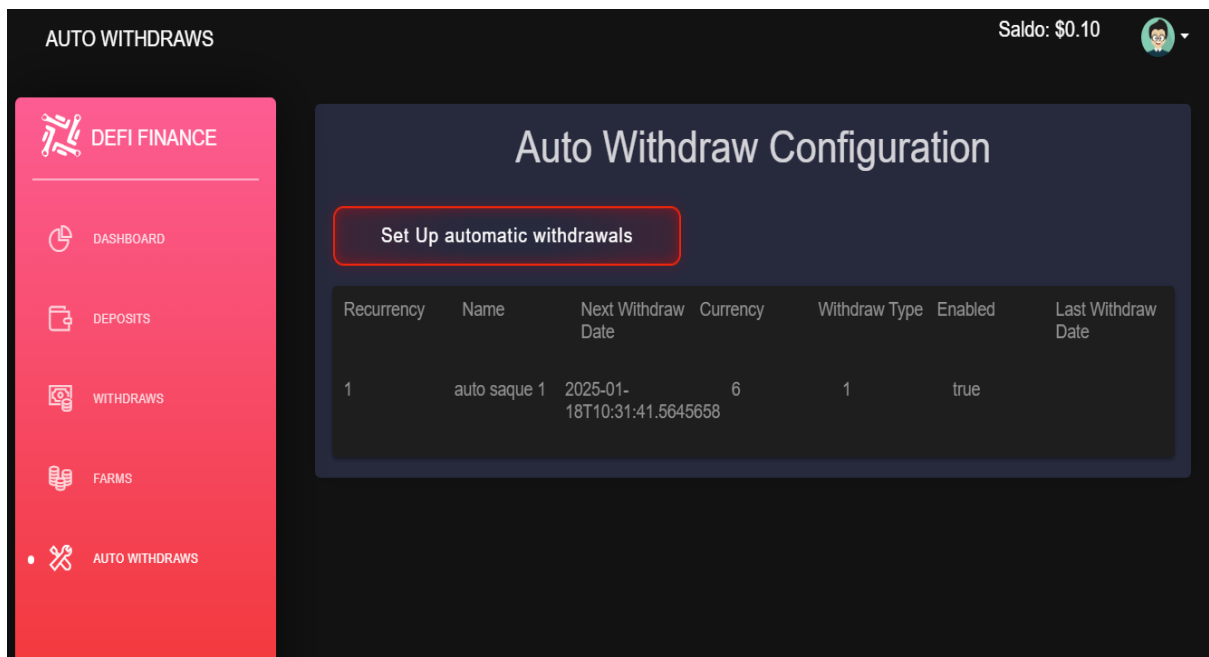 AUTO WITHDRAWS
Saldo: $0.10
DEFI FINANCE
DASHBOARD
DEPOSITS
WITHDRAWS
FARMS
AUTO WITHDRAWS
Auto Withdraw Configuration
Set Up automatic withdrawals
Recurrency Name Next Withdraw Currency Withdraw Type Enabled Last Withdraw
Date Date
1 auto saque 1 2025-01- 6 1 true
18T10:31:41.5645658